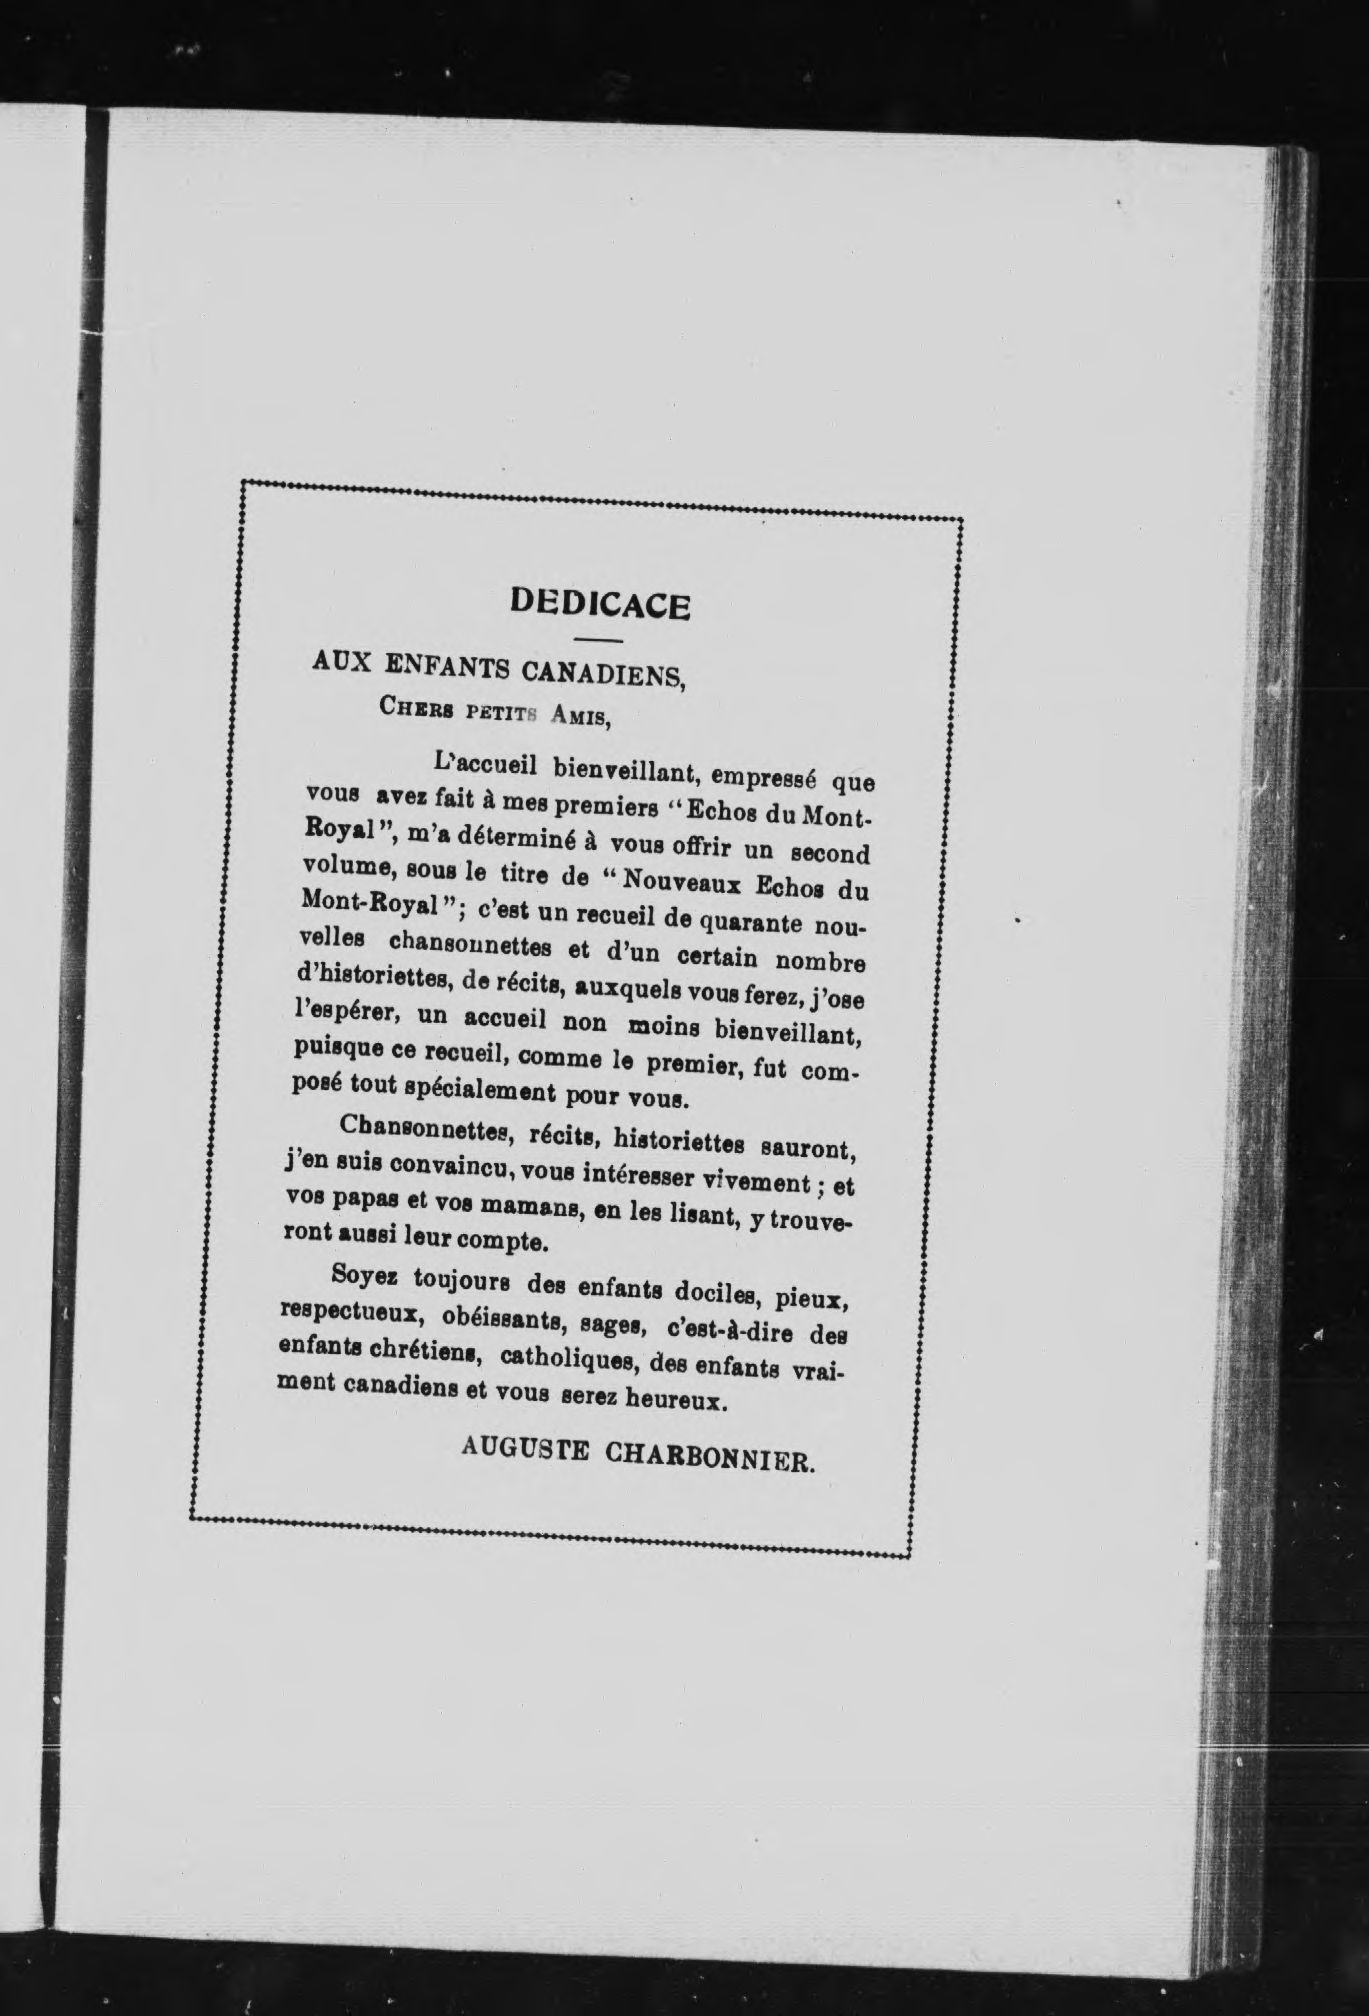 DEDICACE
AUX ENFANTS CANADIENS,
CHERS PETITS AMIS,
L'accueil bienveillant, empressé que
vous avez fait à mes premiers “Echos du Mont-
Royal”, m'a déterminé à vous offrir un second
volume, sous le titre de “Nouveaux Echos du
Mont-Royal”; c'est un recueil de quarante nou-
velles chansonnettes et d'un certain nombre
d'historiettes, de récits, auxquels vous ferez, j'ose
l'espérer, un accueil non moins bienveillant,
puisque ce recueil, comme le premier, fut com-
posé tout spécialement pour vous.
Chansonnettes, récits, historiettes sauront,
j'en suis convaincu, vous intéresser vivement ; et
vos papas et vos mamans, en les lisant, y trouve-
ront aussi leur compte.
Soyez toujours des enfants dociles, pieux,
respectueux, obéissants, sages, c'est-à-dire des
enfants chrétiens, catholiques, des enfants vrai-
ment canadiens et vous serez heureux.
AUGUSTE CHARBONNIER.